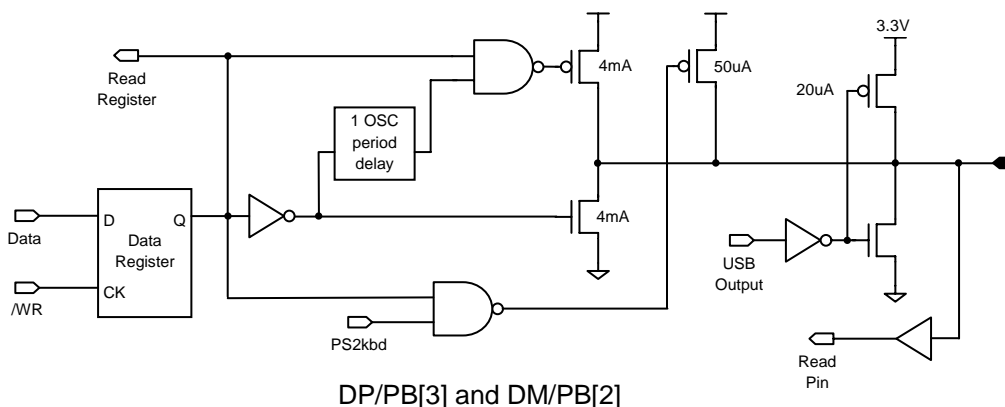 3.3V
4mA
50uA
20uA
Read
Register
1 OSC
period
delay
D
Q
Data
Data
Register
4mA
/WR
CK
USB
Output
PS2kbd
Read
Pin
DP/PB[3] and DM/PB[2]